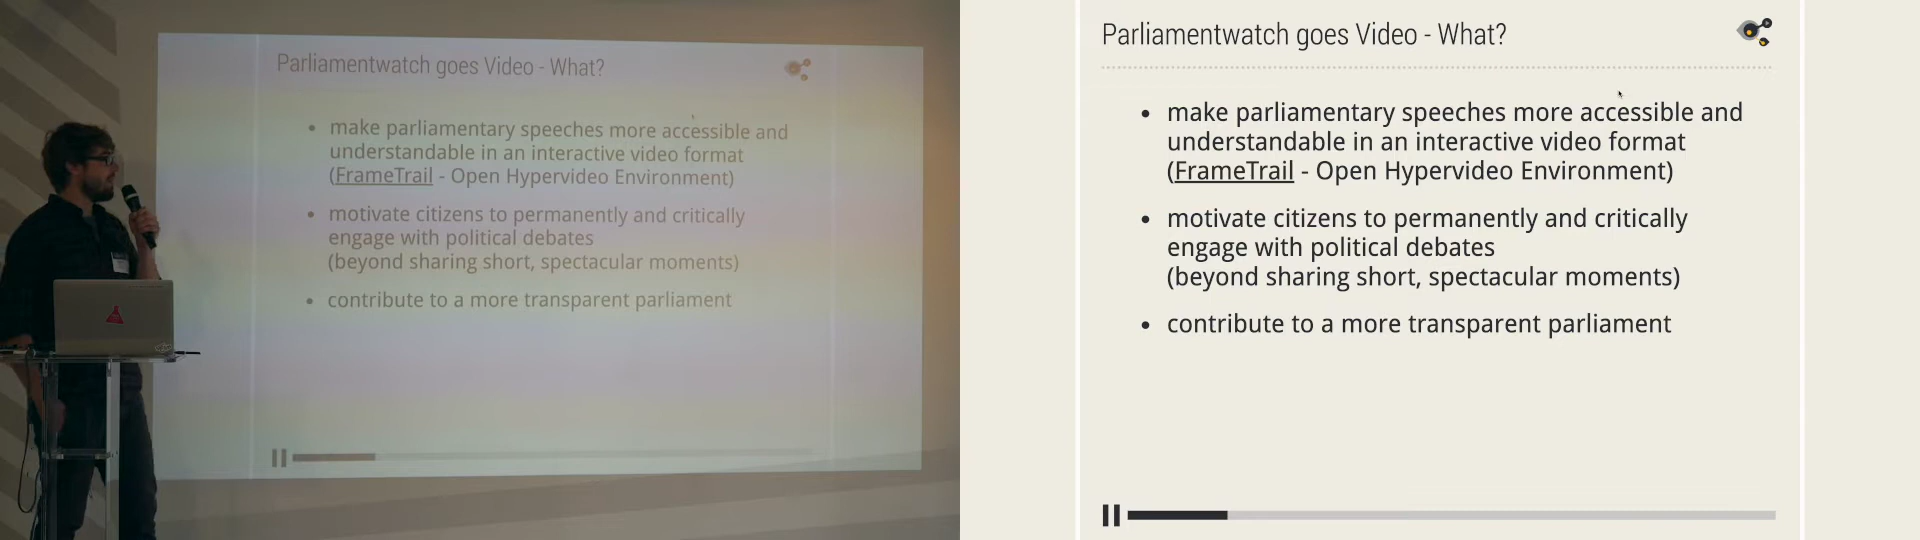 Parliamentwatch goes Video - What?
• make parliamentary speeches more accessible and
understandable in an interactive video format
(FrameTrail - Open Hypervideo Environment)
• motivate citizens to permanently and critically
engage with political debates
(beyond sharing short, spectacular moments)
• contribute to a more transparent parliament
Parliamentwatch goes Video - What?
• make parliamentary speeches more accessible and
understandable in an interactive video format
(FrameTrail - Open Hypervideo Environment)
• motivate citizens to permanently and critically
engage with political debates
(beyond sharing short, spectacular moments)
• contribute to a more transparent parliament